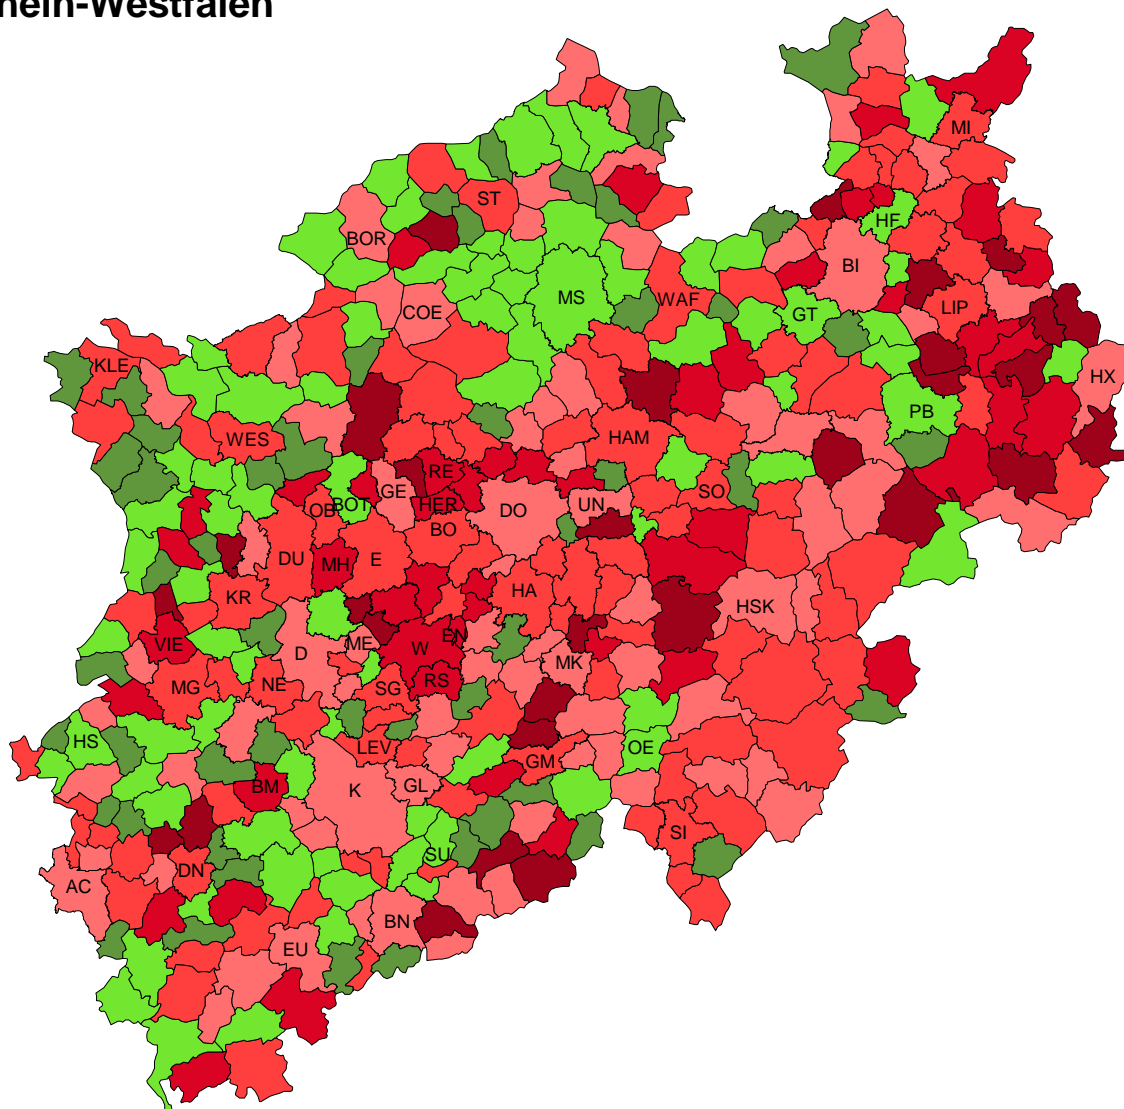 hein-Westfalen
MI
ST
HF
BOR
BI
MS
WAF
LIP
COE
GT
KLE
HX
PB
WES
HAM
RE
GE
SO
BOT
HER
UN
OB
DO
BO
DU
MH
E
HA
KR
HSK
EN
VIE
ME
W
D
MK
RS
MG
NE
SG
HS
LEV
OE
GM
BM
K
GL
SI
SU
DN
AC
BN
EU